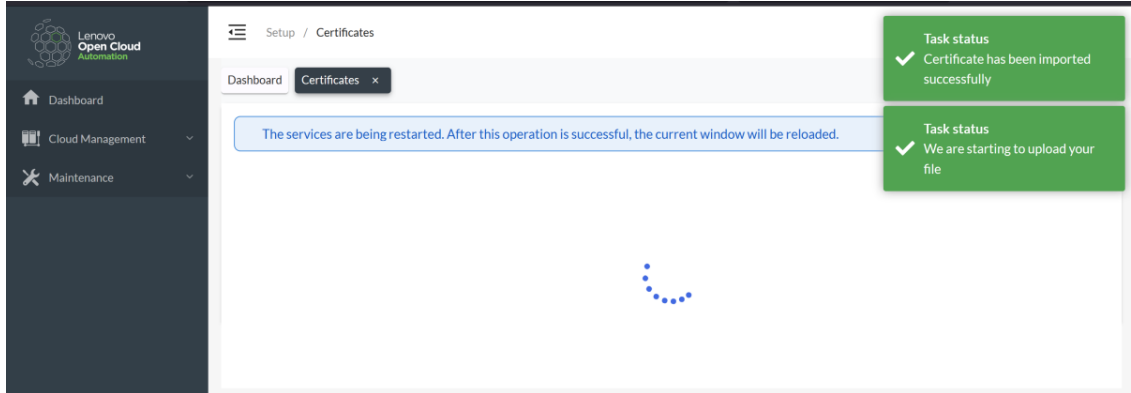 Lenovo
Open Cloud
Automation
Dashboard
Cloud Management
Maintenance
Setup / Certificates
Dashboard
Certificates ×
The services are being restarted. After this operation is successful, the current window will be reloaded.
Task status
Certificate has been imported
successfully
Task status
We are starting to upload your
file